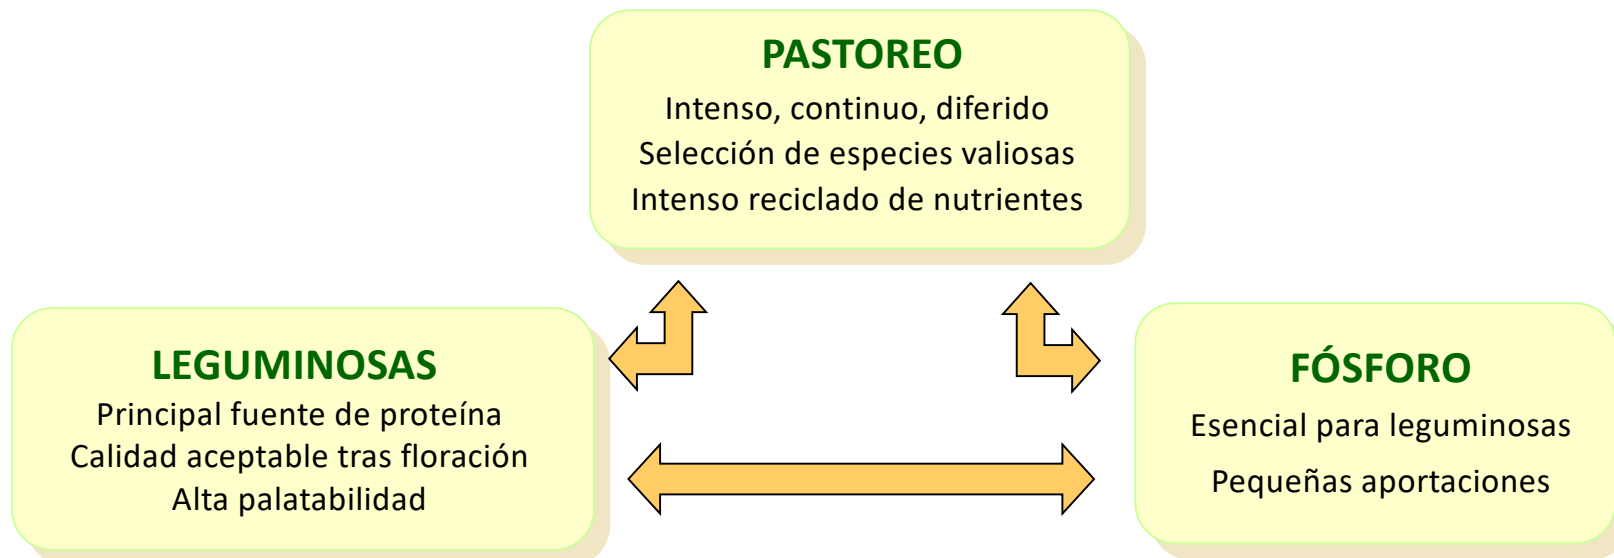 PASTOREO
Intenso, continuo, diferido
Selección de especies valiosas
Intenso reciclado de nutrientes
LEGUMINOSAS
Principal fuente de proteína
Calidad aceptable tras floración
Alta palatabilidad
FÓSFORO
Esencial para leguminosas
Pequeñas aportaciones